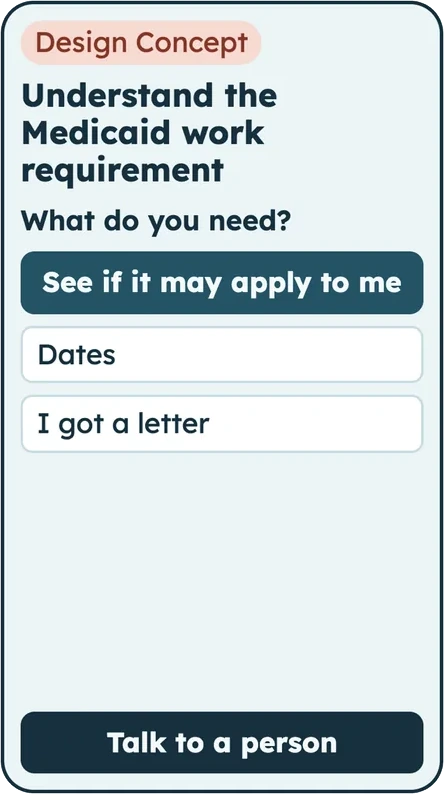 Design Concept
Understand the
Medicaid work
requirement
What do you need?
See if it may apply to me
Dates
I got a letter
Talk to a person